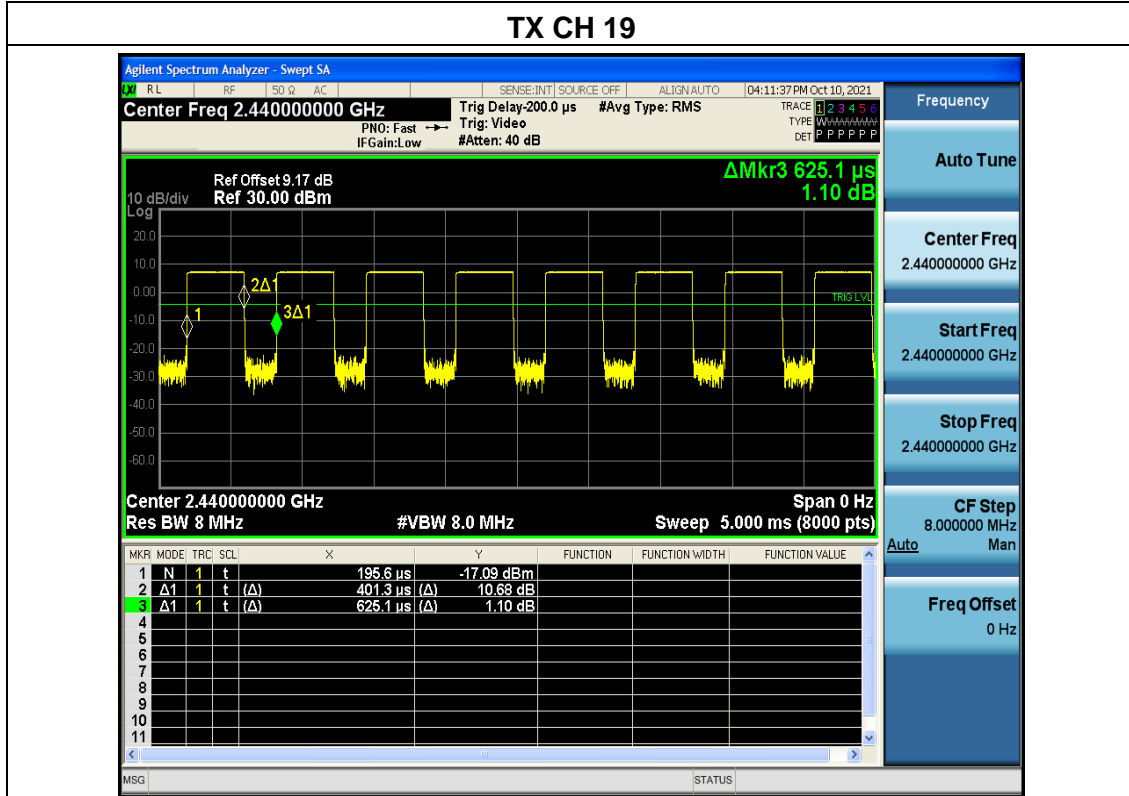 TX CH 19
Agilent Spectrum Analyzer - Swept SA
LXI RL RF 50 Ω AC SENSE:INT SOURCE OFF ALIGNAUTO 04:11:37 PM Oct 10, 2021
Center Freq 2.440000000 GHz
PNO: Fast
IFGain:Low
Trig Delay-200.0 µs #Avg Type: RMS
Trig: Video
#Atten: 40 dB
TRACE 1 2 3 4 5 6
TYPE WWWWWW
DET P P P P P P
Frequency
ΔMkr3 625.1 µs
1.10 dB
Ref Offset 9.17 dB
10 dB/div Ref 30.00 dBm
Log
20.0
10.0
0.00
-10.0
-20.0
-30.0
-40.0
-50.0
-60.0
1
2Δ1
3Δ1
TRIG LVL
Center 2.440000000 GHz Span 0 Hz
Res BW 8 MHz #VBW 8.0 MHz Sweep 5.000 ms (8000 pts)
MKR MODE TRC SCL X Y FUNCTION FUNCTION WIDTH FUNCTION VALUE
1 N 1 t 195.6 µs -17.09 dBm
2 Δ1 1 t (Δ) 401.3 µs (Δ) 10.68 dB
3 Δ1 1 t (Δ) 625.1 µs (Δ) 1.10 dB
4
5
6
7
8
9
10
11
Auto Tune
Center Freq
2.440000000 GHz
Start Freq
2.440000000 GHz
Stop Freq
2.440000000 GHz
CF Step
8.000000 MHz
Auto Man
Freq Offset
0 Hz
MSG STATUS